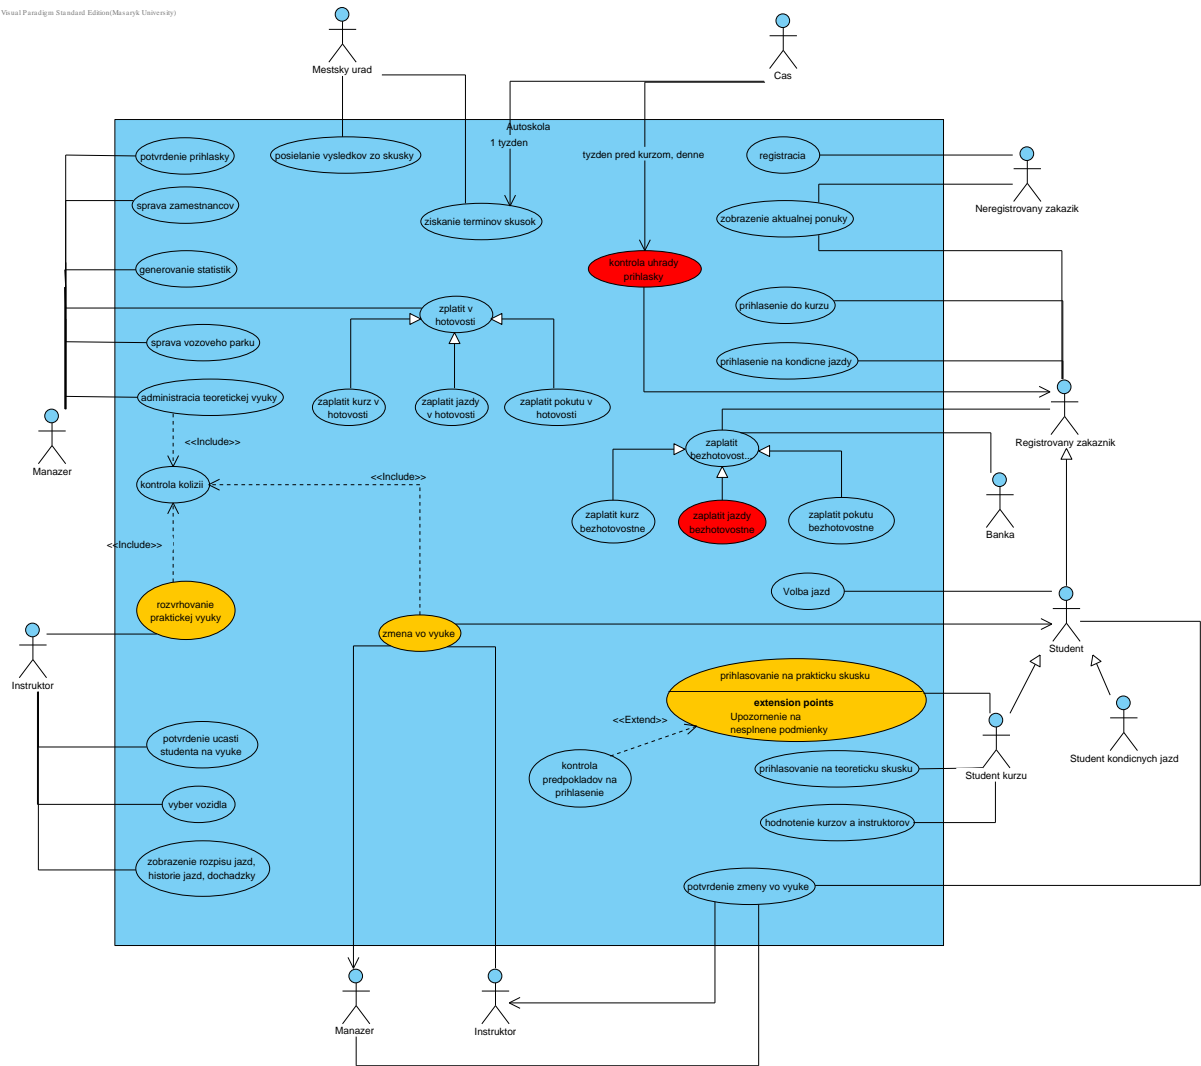 Visual Paradigm Standard Edition(Masaryk University)
Mestsky urad
Cas
Autoskola
1 tyzden
tyzden pred kurzom, denne
potvrdenie prihlasky
posielanie vysledkov zo skusky
registracia
sprava zamestnancov
ziskanie terminov skusok
zobrazenie aktualnej ponuky
Neregistrovany zakazik
generovanie statistik
kontrola uhrady
prihlasky
zplatit v
hotovosti
prihlasenie do kurzu
sprava vozoveho parku
prihlasenie na kondicne jazdy
administracia teoretickej vyuky
zaplatit kurz v
hotovosti
zaplatit jazdy
v hotovosti
zaplatit pokutu v
hotovosti
Manazer
<<Include>>
Registrovany zakaznik
zaplatit
bezhotovost...
kontrola kolizii
<<Include>>
zaplatit kurz
bezhotovostne
zaplatit jazdy
bezhotovostne
zaplatit pokutu
bezhotovostne
Banka
<<Include>>
Volba jazd
rozvrhovanie
praktickej vyuky
zmena vo vyuke
Student
Instruktor
prihlasovanie na prakticku skusku
extension points
Upozornenie na
nesplnene podmienky
<<Extend>>
potvrdenie ucasti
studenta na vyuke
kontrola
predpokladov na
prihlasenie
prihlasovanie na teoreticku skusku
Student kurzu
Student kondicnych jazd
vyber vozidla
hodnotenie kurzov a instruktorov
zobrazenie rozpisu jazd,
historie jazd, dochadzky
potvrdenie zmeny vo vyuke
Manazer
Instruktor